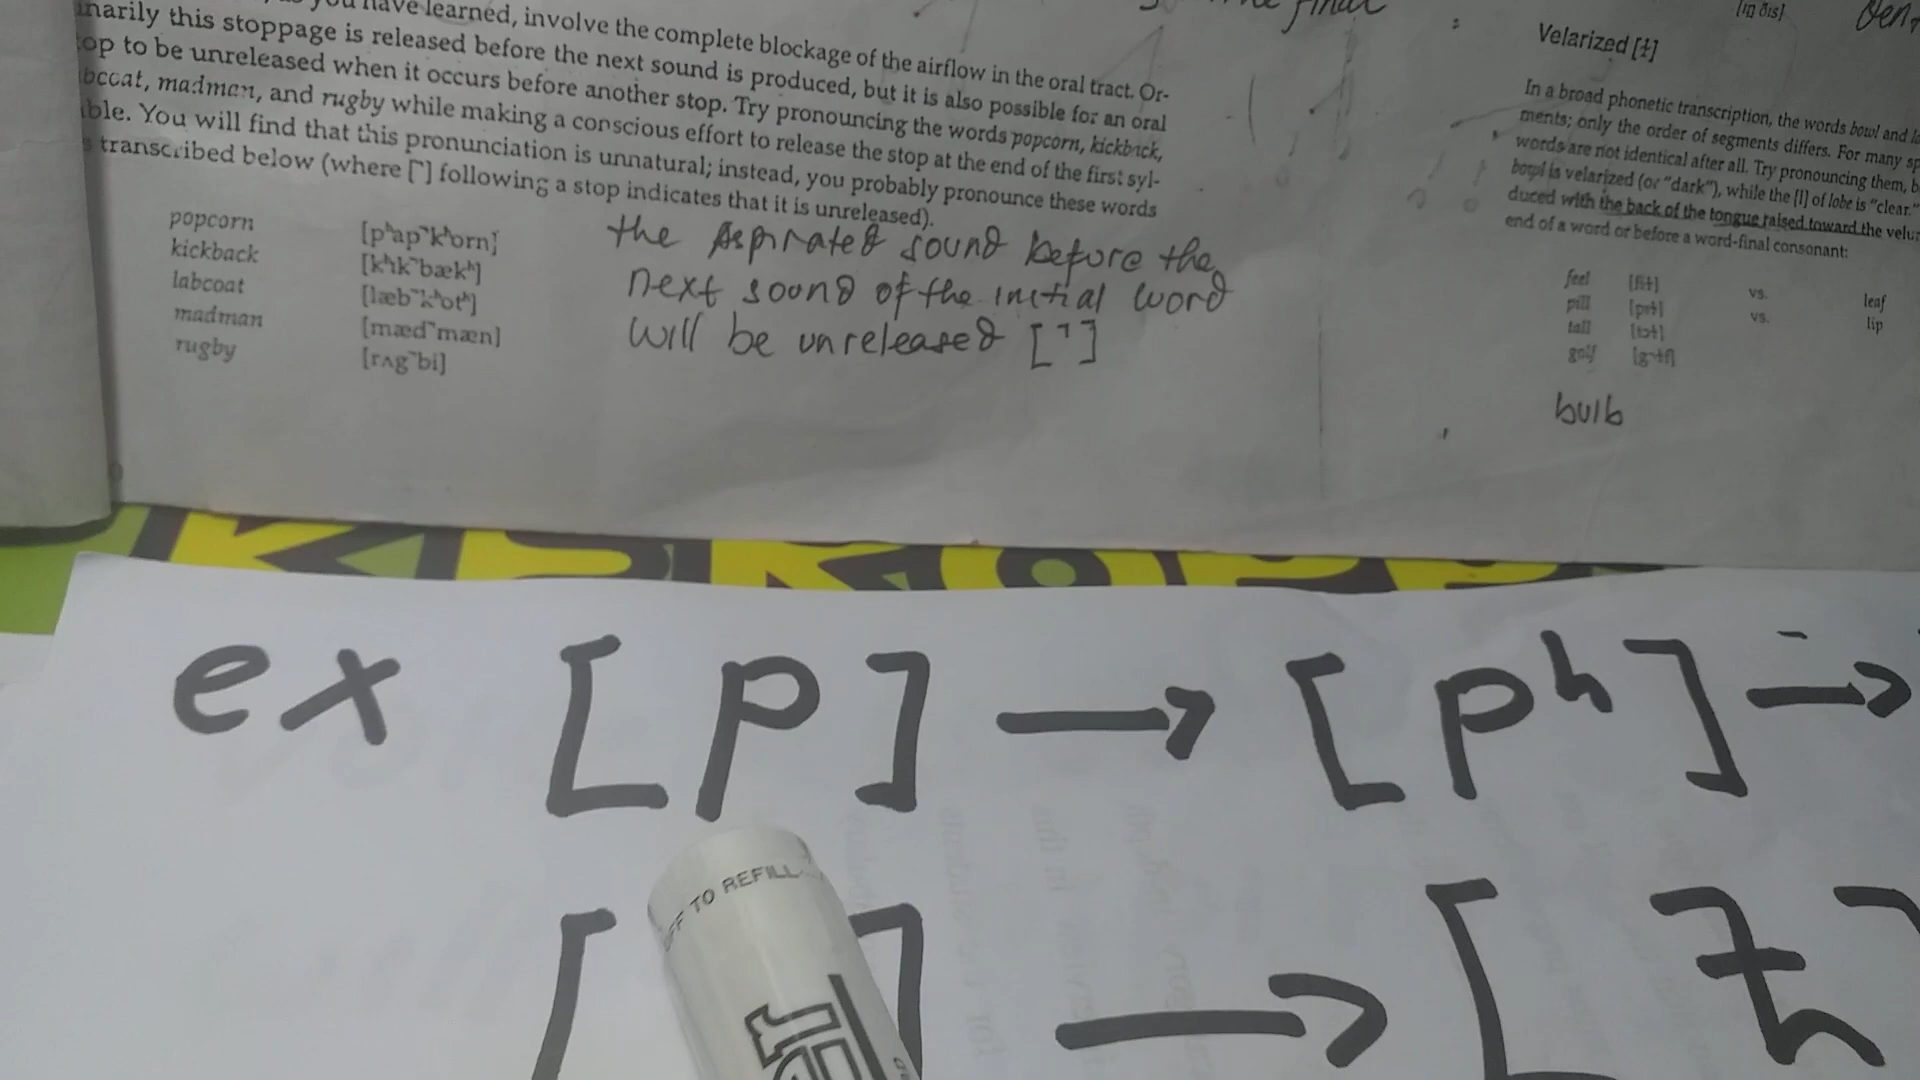 have learned, involve the complete blockage of the airflow in the oral tract. Or-
this stoppage is released before the next sound is produced, but it is also possible for an oral
to be unreleased when it occurs before another stop. Try pronouncing the words popcorn, kickback,
madman, and rugby while making a conscious effort to release the stop at the end of the first syl-
You will find that this pronunciation is unnatural; instead, you probably pronounce these words
transcribed below (where [˺] following a stop indicates that it is unreleased).
popcorn [pʰap˺kʰorn]
kickback [kʰɪk˺bækʰ]
labcoat [læb˺kʰotʰ]
madman [mæd˺mæn]
rugby [rʌg˺bi]
the Aspirated sound before the
next sound of the initial word
will be unreleased [˺]
final
[ɪŋ ðɪs]
Velarized [ɫ]
In a broad phonetic transcription, the words bowl and
ments; only the order of segments differs. For many
words are not identical after all. Try pronouncing them,
bowl is velarized (or "dark"), while the [l] of lobe is "clear."
duced with the back of the tongue raised toward the
end of a word or before a word-final consonant:
feel [fiɫ] vs. leaf
pill [pɪɫ] vs. lip
tall [tɔɫ]
golf [gɔɫf]
bulb
ex [p] → [pʰ] →
TO REFILL